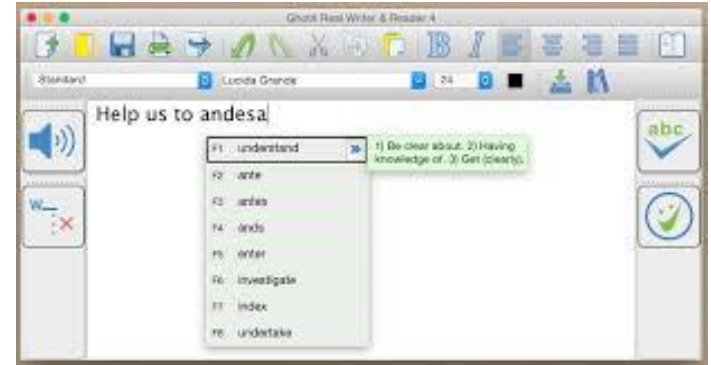 Ghotit Real Writer & Reader 4
B I
Standard Lucida Grande 24
Help us to andesa
abc
F1 understand »
1) Be clear about. 2) Having
knowledge of. 3) Get (clearly).
F2 ante
F3 antes
F4 ands
F5 enter
F6 investigate
F7 index
F8 undertake
W